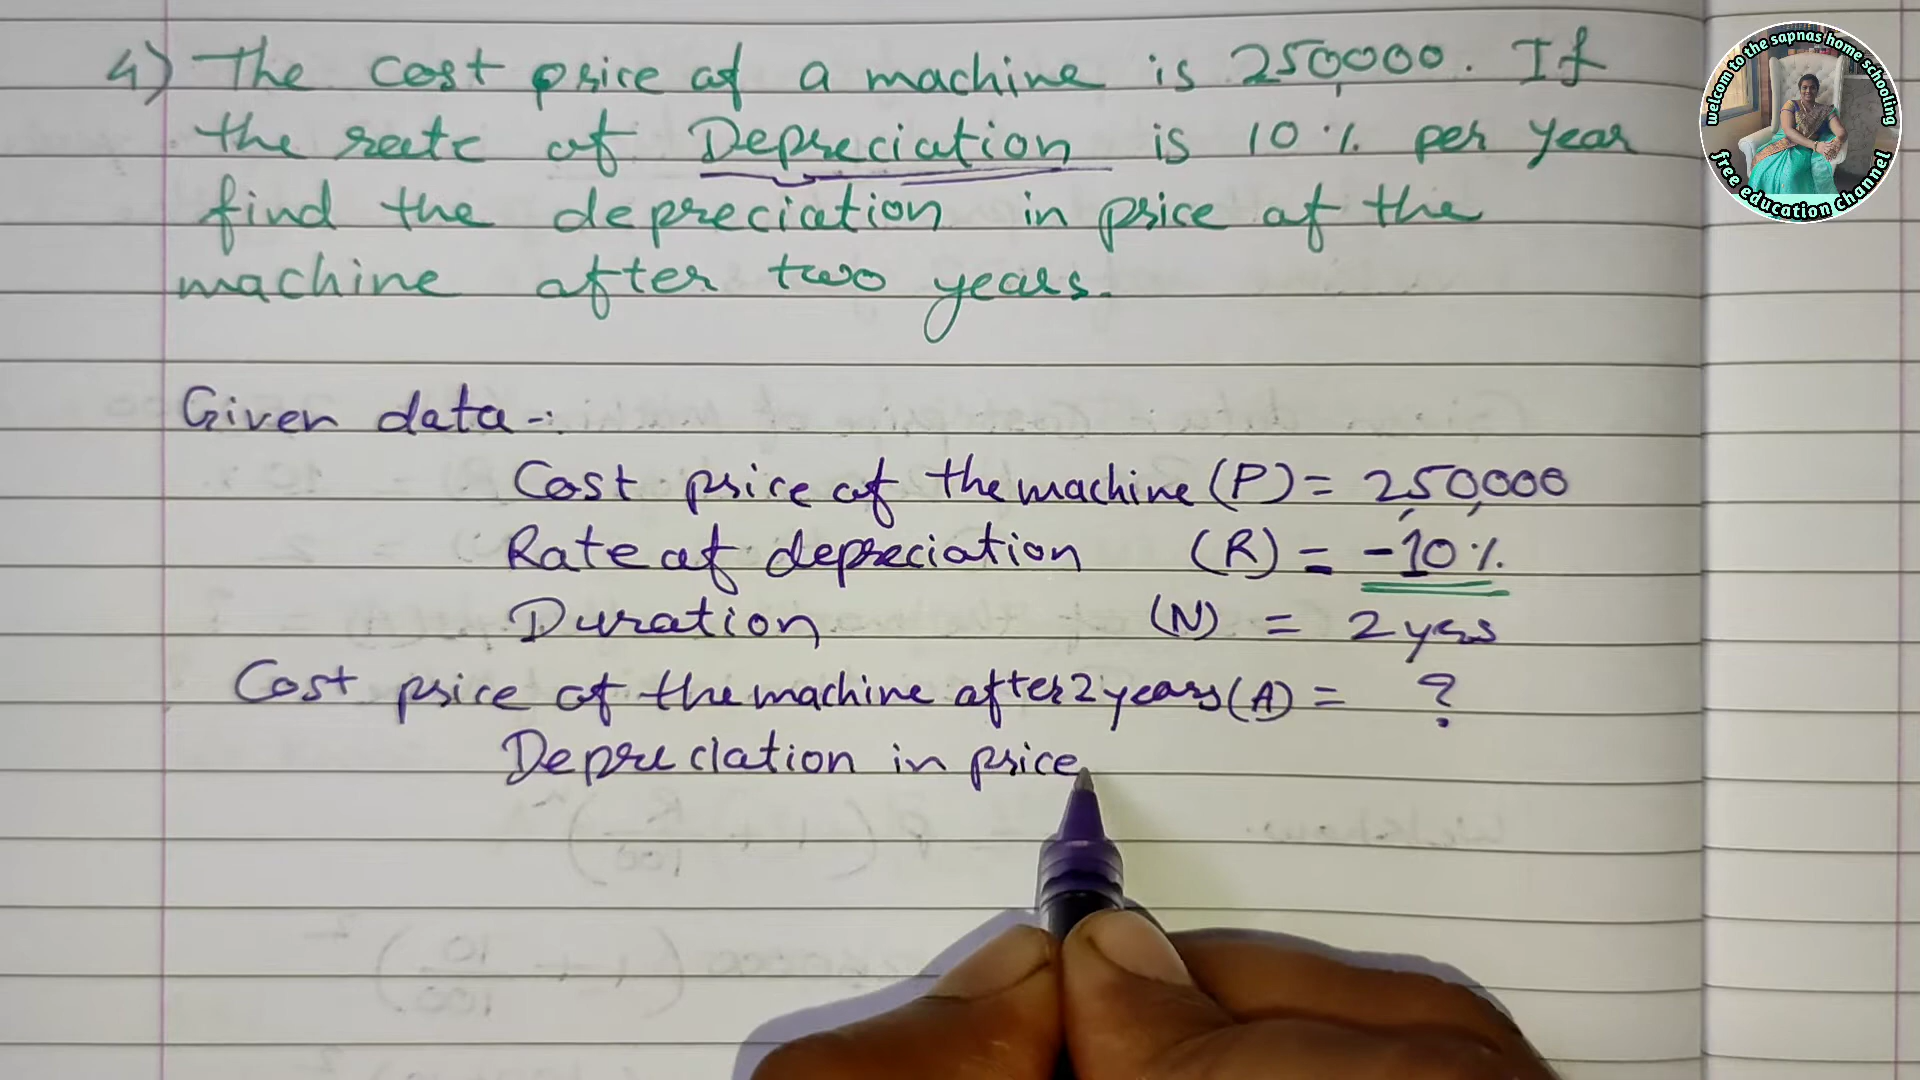 4) The cost price of a machine is 250,000. If
the rate of Depreciation is 10 % per year
find the depreciation in price of the
machine after two years.
welcom to the sapnas home schooling
free education channel
Given data -:
Cost price of the machine (P) = 2,50,000
Rate of depreciation (R) = -10 %
Duration (N) = 2 yrs
Cost price of the machine after 2 years (A) = ?
Depreciation in price